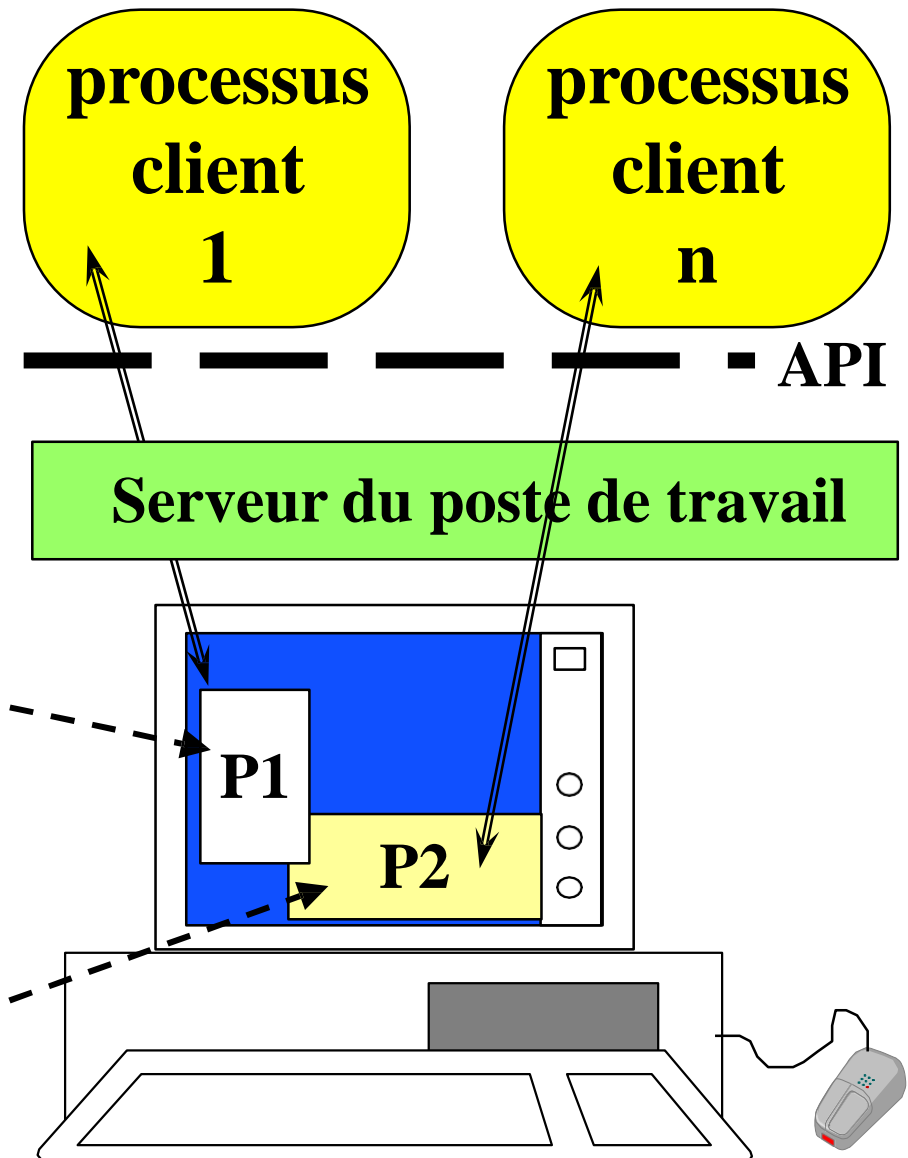 processus
client
1
processus
client
n
API
Serveur du poste de travail
P1
P2